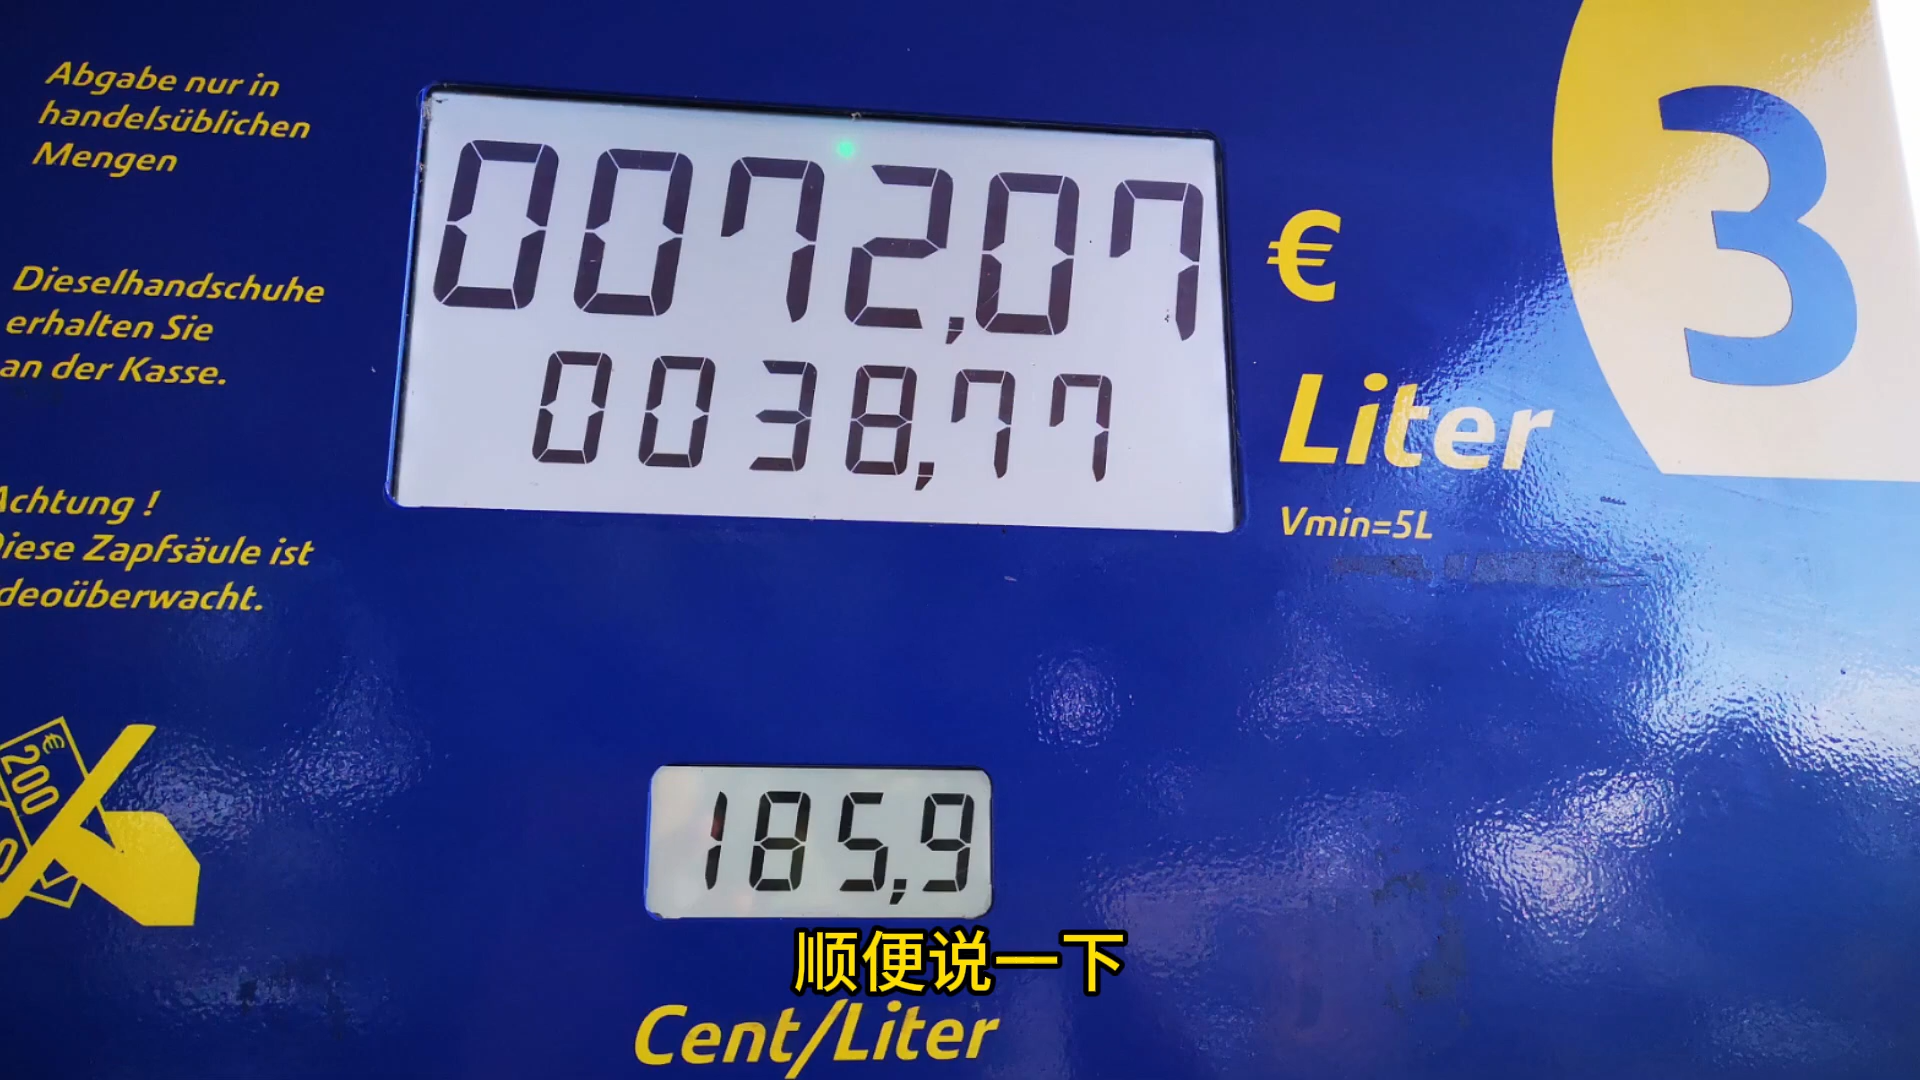 Abgabe nur in
handelsüblichen
Mengen
Dieselhandschuhe
erhalten Sie
an der Kasse.
Achtung !
Diese Zapfsäule ist
deoüberwacht.
0072,07
€
0038,77
Liter
Vmin=5L
3
€
200
185,9
Cent/Liter
顺便说一下